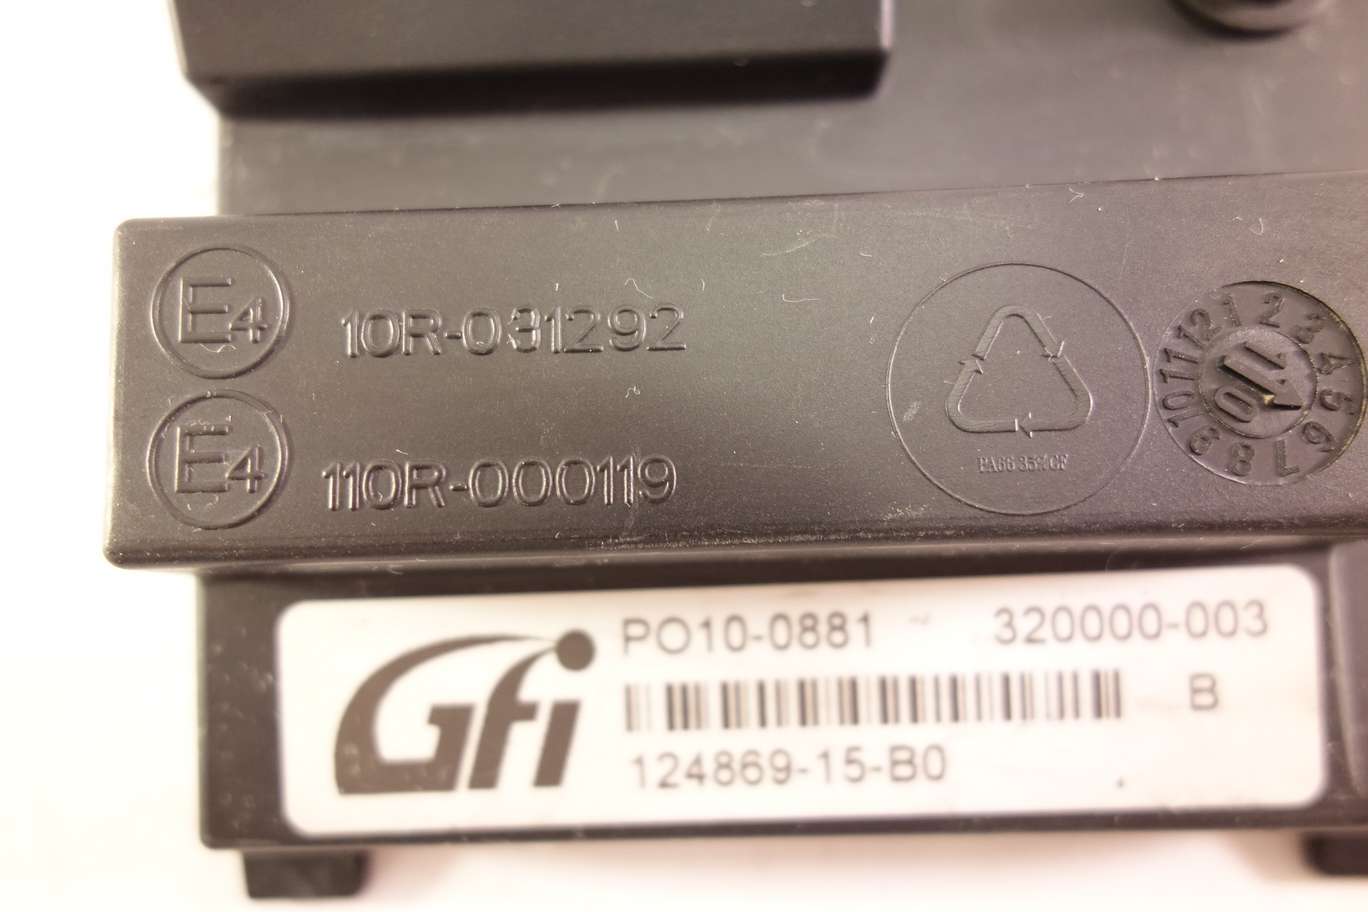 E4 10R-031292
E4 110R-000119
PA66 35%GF
1 2 3 4 5 6 7 8 9 10 11 12
10
Gfi
PO10-0881 320000-003
B
124869-15-B0